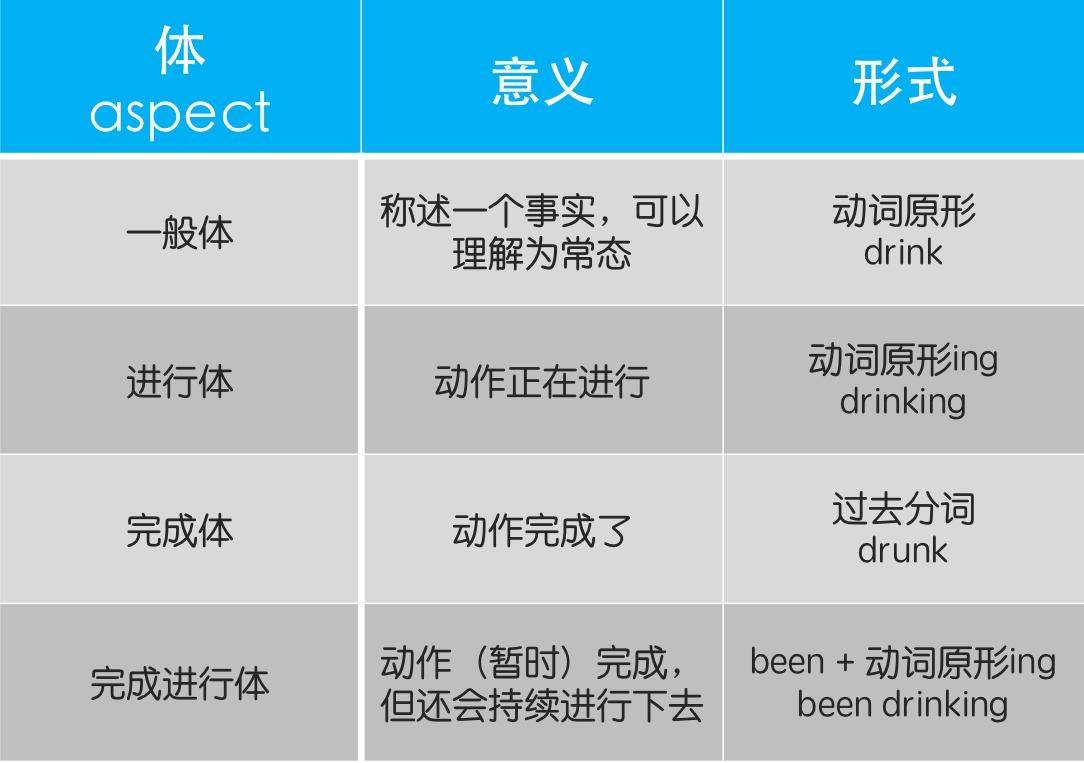 体
aspect
意义
形式
一般体
称述一个事实，可以
理解为常态
动词原形
drink
进行体
动作正在进行
动词原形ing
drinking
完成体
动作完成了
过去分词
drunk
完成进行体
动作（暂时）完成，
但还会持续进行下去
been + 动词原形ing
been drinking